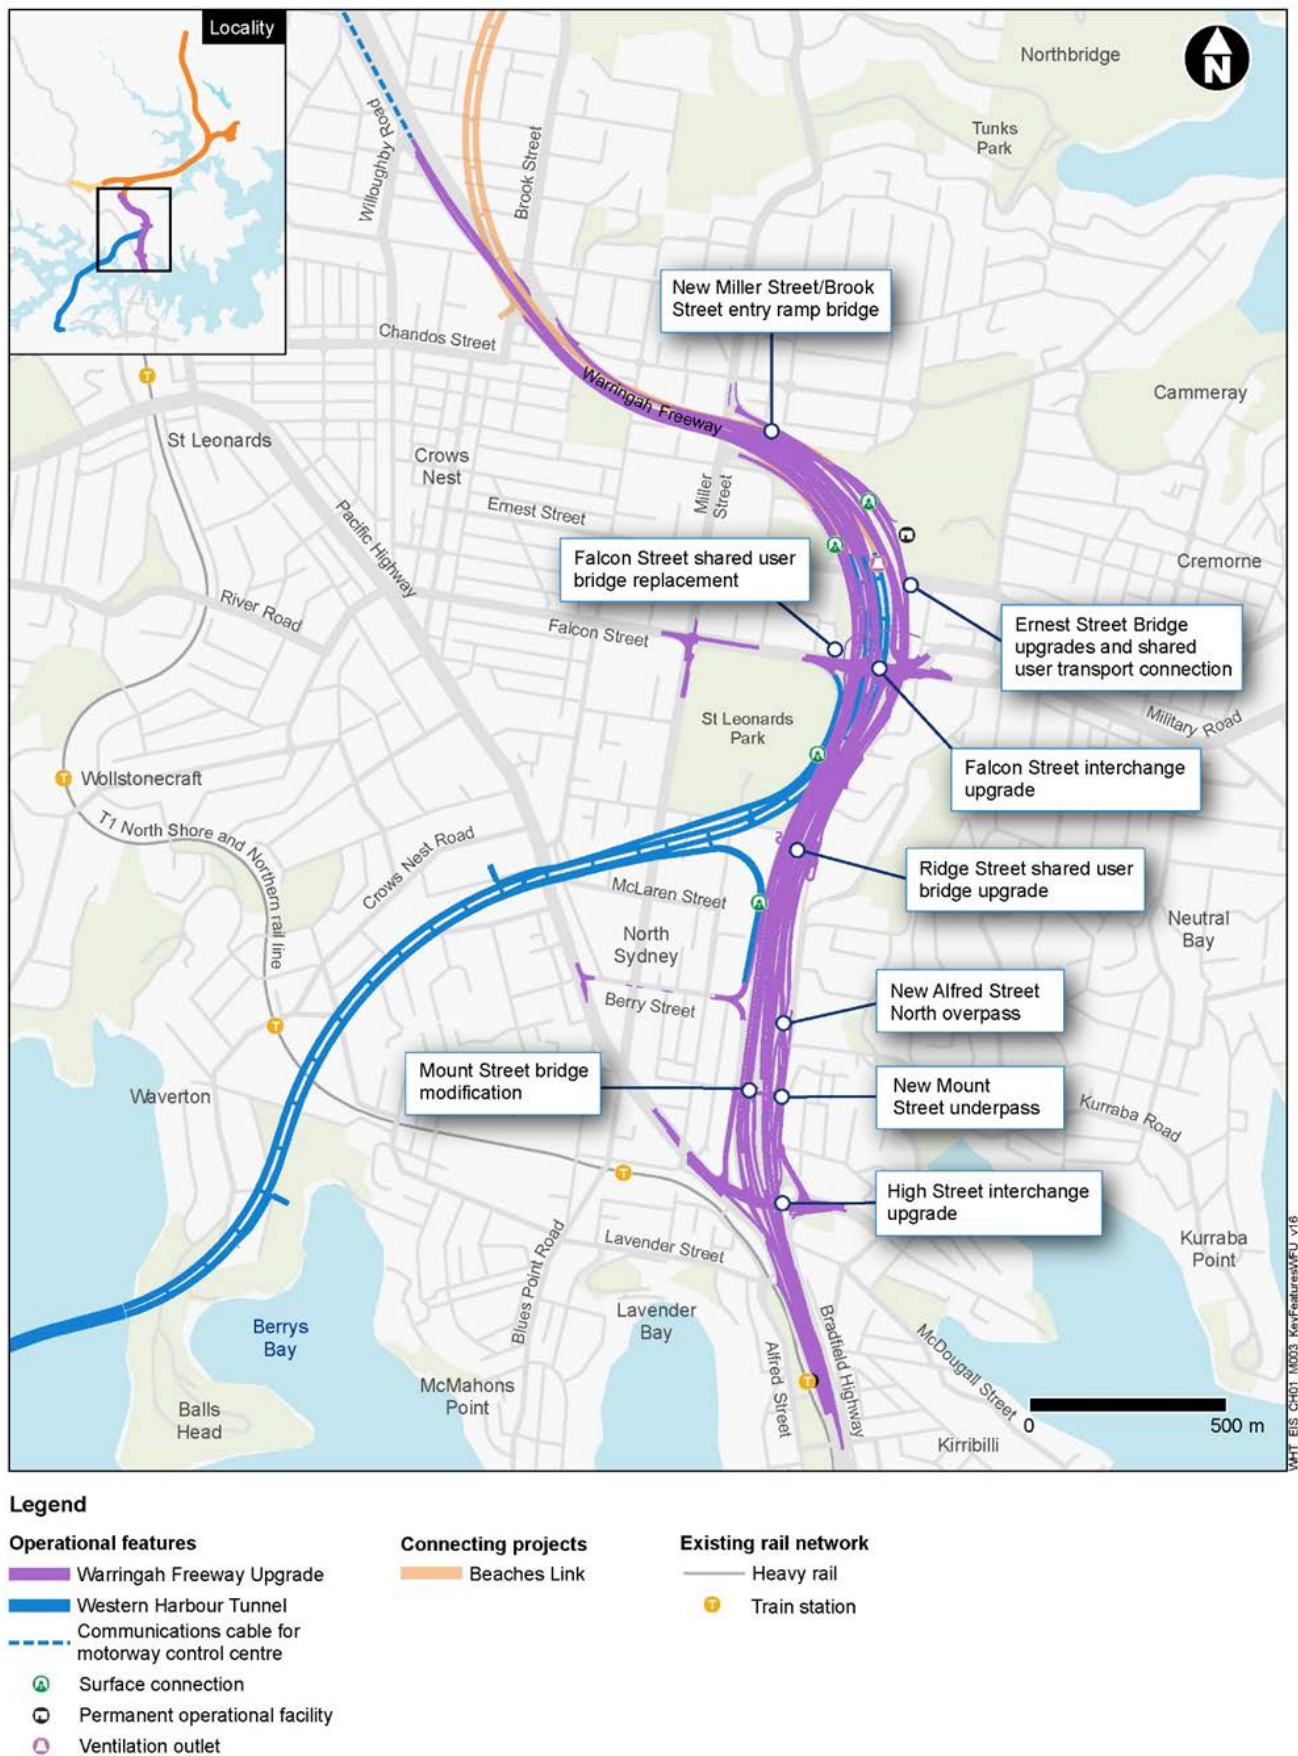 Locality
N
Northbridge
Tunks
Park
Willoughby Road
Brook Street
New Miller Street/Brook
Street entry ramp bridge
Chandos Street
Warringah Freeway
Cammeray
T
St Leonards
Crows
Nest
Miller
Street
Ernest Street
Pacific Highway
Falcon Street shared user
bridge replacement
Cremorne
River Road
Falcon Street
Ernest Street Bridge
upgrades and shared
user transport connection
St Leonards
Park
Military Road
T
Wollstonecraft
Falcon Street interchange
upgrade
T1 North Shore and Northern rail line
Crows Nest Road
Ridge Street shared user
bridge upgrade
McLaren Street
North
Sydney
Neutral
Bay
Berry Street
New Alfred Street
North overpass
T
Mount Street bridge
modification
New Mount
Street underpass
Waverton
Kurraba Road
T
High Street interchange
upgrade
Lavender Street
Blues Point Road
Kurraba
Point
Lavender
Bay
Berrys
Bay
Alfred Street
Bradfield Highway
McDougall Street
T
McMahons
Point
Balls
Head
0
500 m
Kirribilli
WHT_EIS_CH01_M003_KeyFeaturesWFU_v16
Legend
Operational features
Warringah Freeway Upgrade
Western Harbour Tunnel
Communications cable for
motorway control centre
Surface connection
Permanent operational facility
Ventilation outlet
Connecting projects
Beaches Link
Existing rail network
Heavy rail
T
Train station